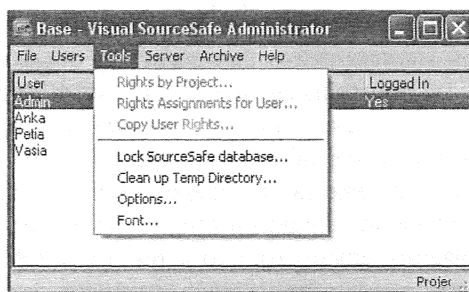 Base - Visual SourceSafe Administrator
File Users Tools Server Archive Help
User
Logged In
Admin
Yes
Anka
Petia
Vasia
Rights by Project...
Rights Assignments for User...
Copy User Rights...
Lock SourceSafe database...
Clean up Temp Directory...
Options...
Font...
Projec